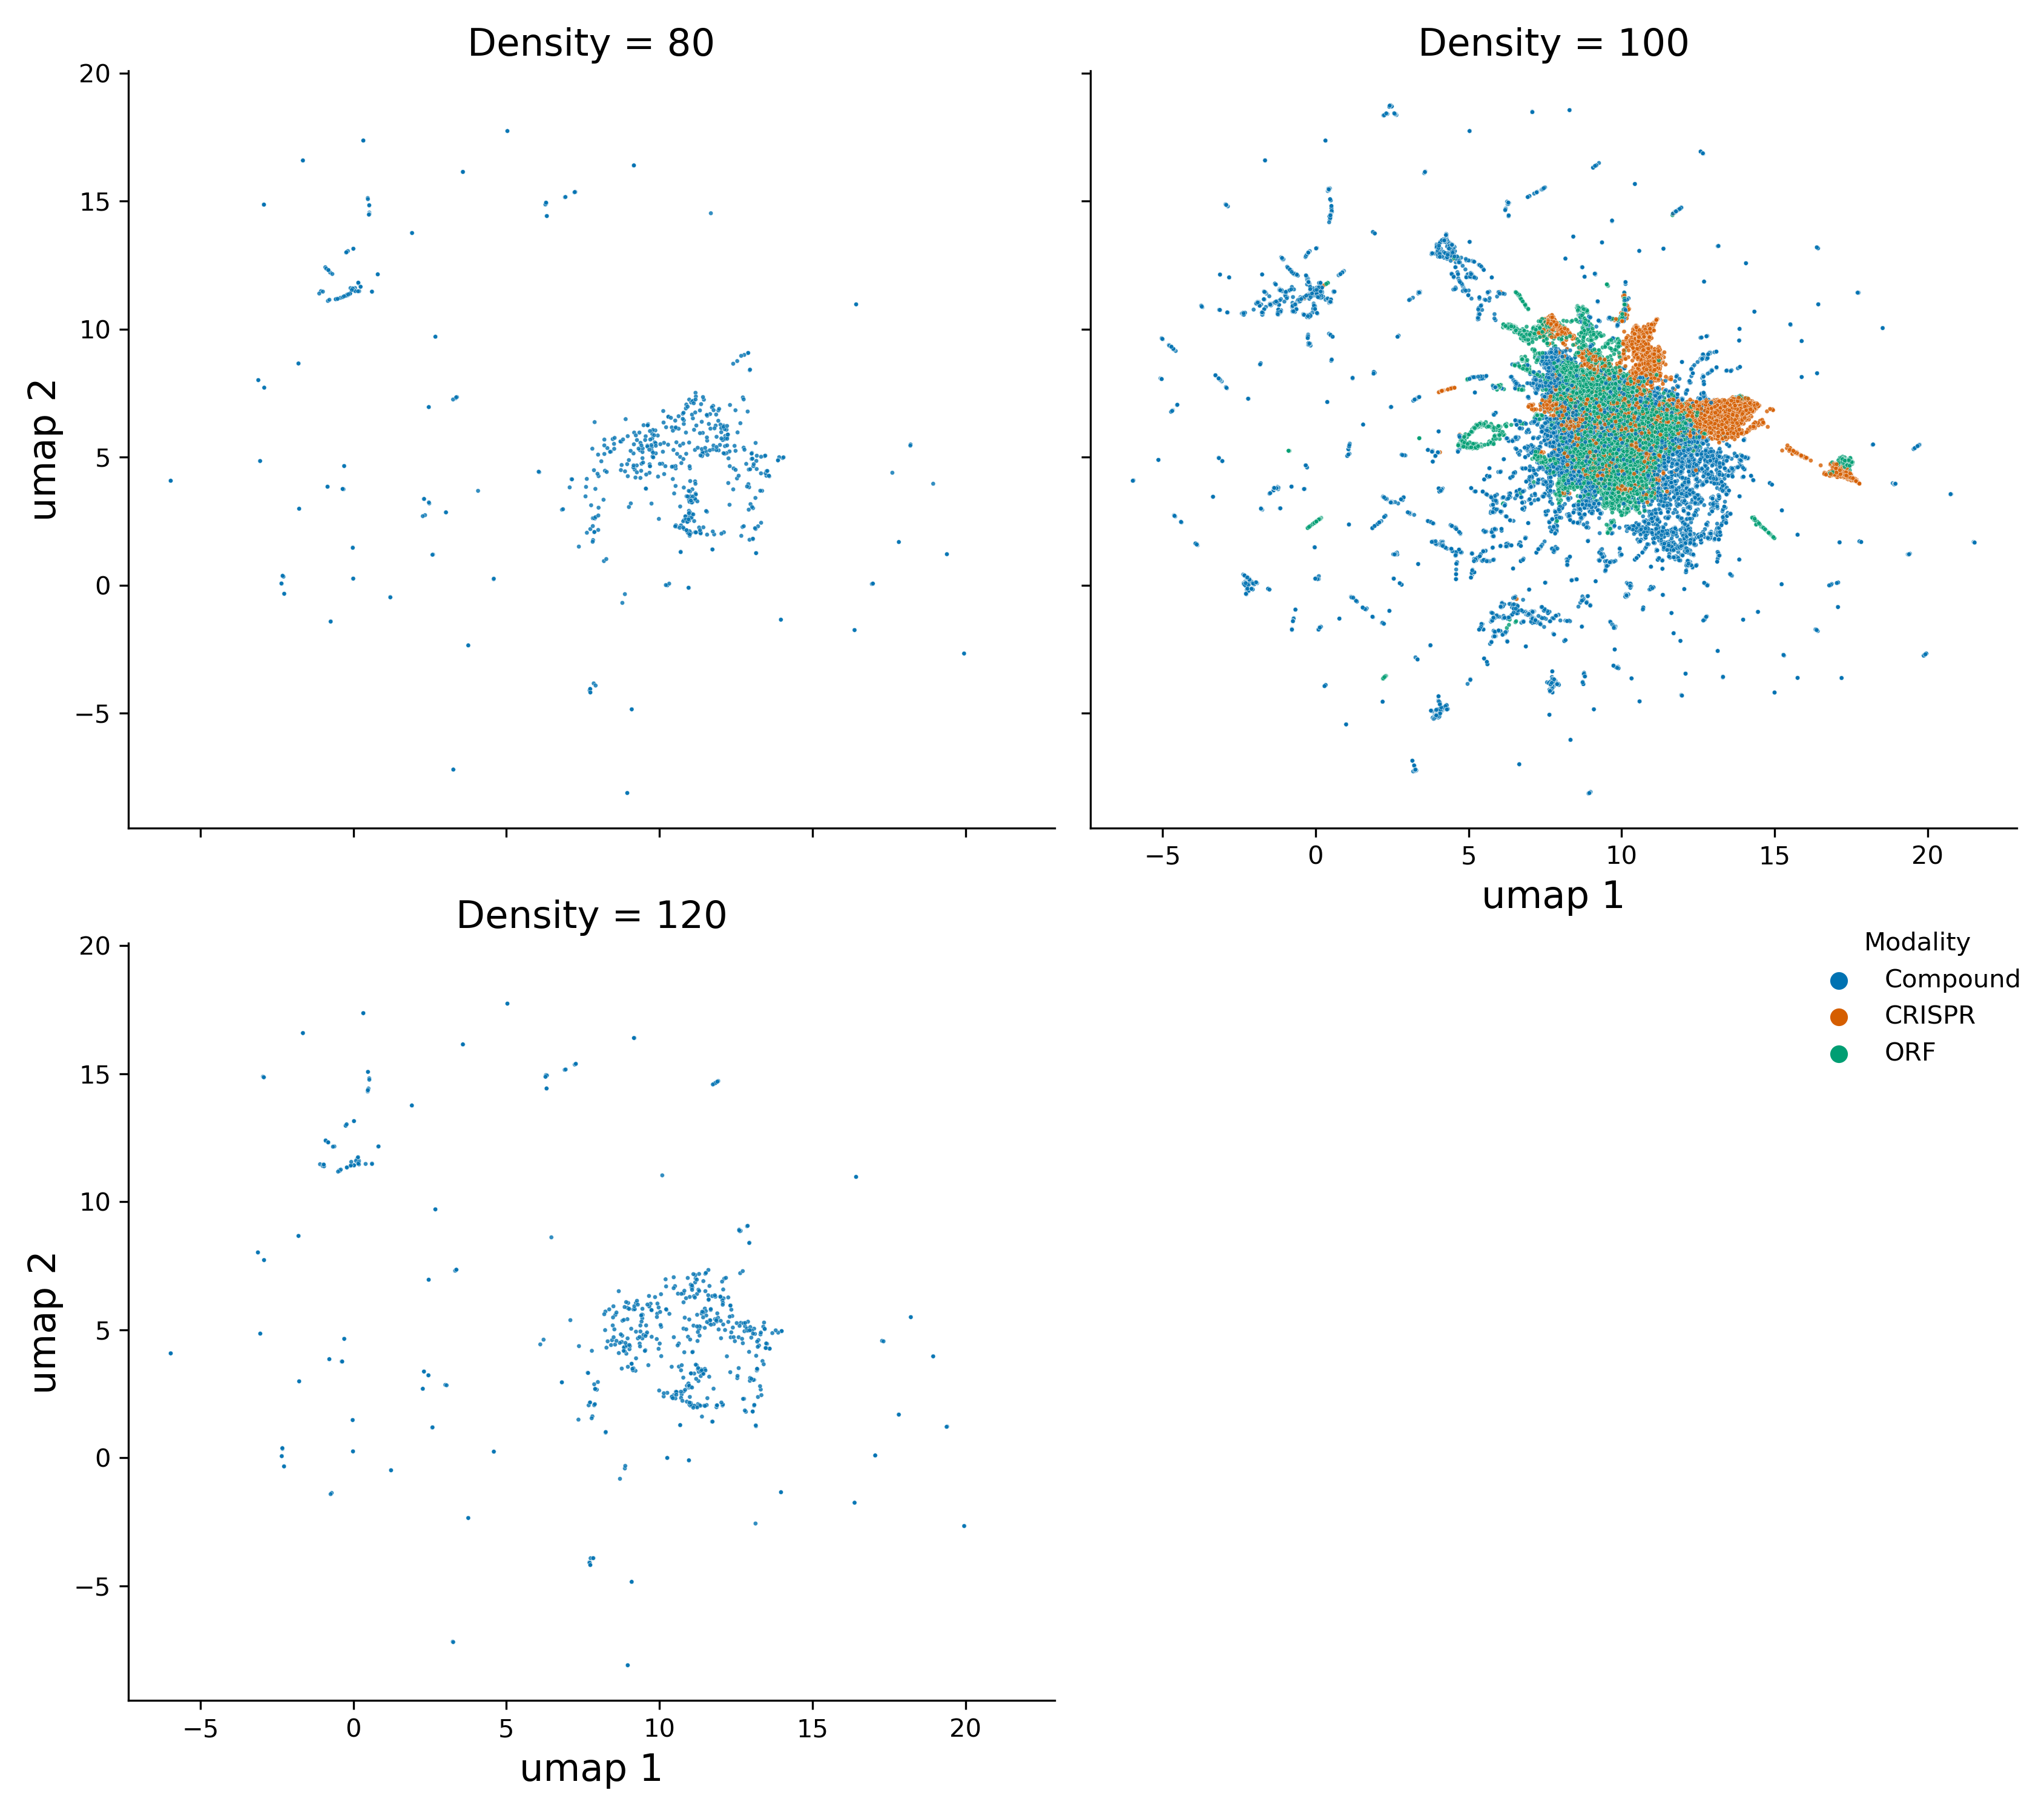 Density = 80
Density = 100
20
15
10
5
0
−5
umap 2
−5 0 5 10 15 20
umap 1
Density = 120
Modality
Compound
CRISPR
ORF
20
15
10
5
0
−5
umap 2
−5 0 5 10 15 20
umap 1